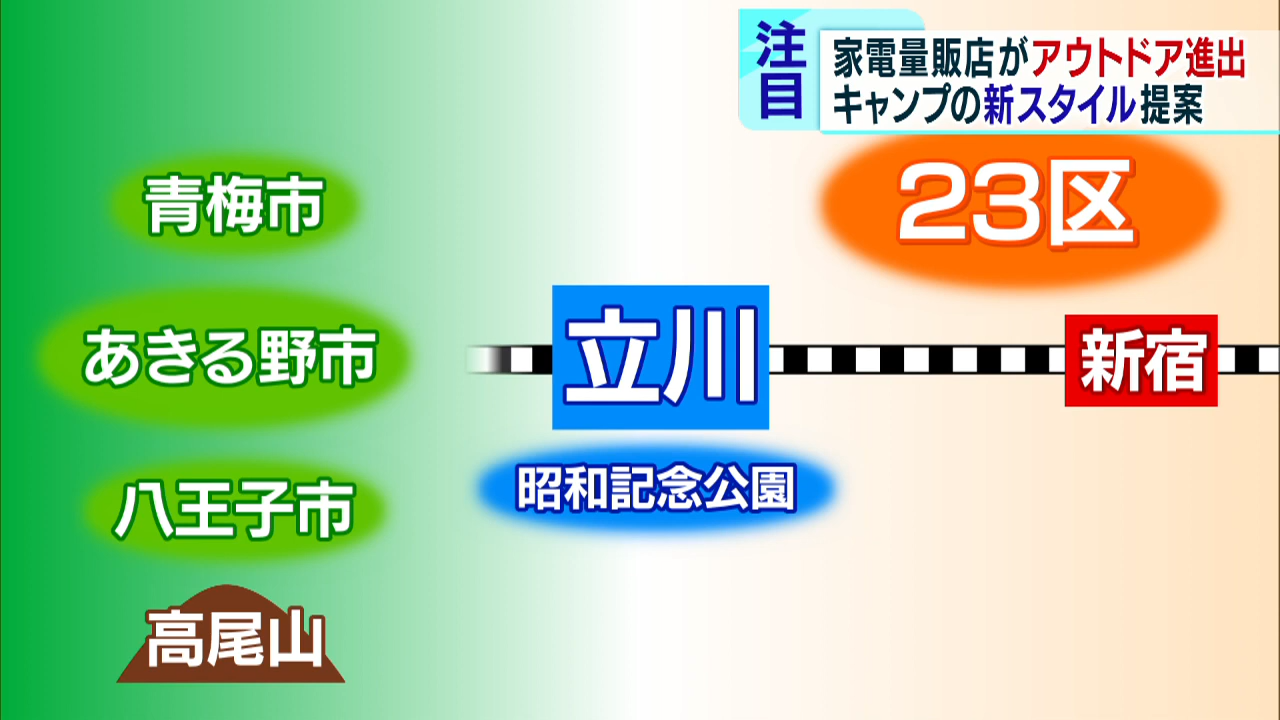 注目
家電量販店がアウトドア進出
キャンプの新スタイル提案
23区
青梅市
あきる野市
立川
新宿
昭和記念公園
八王子市
高尾山